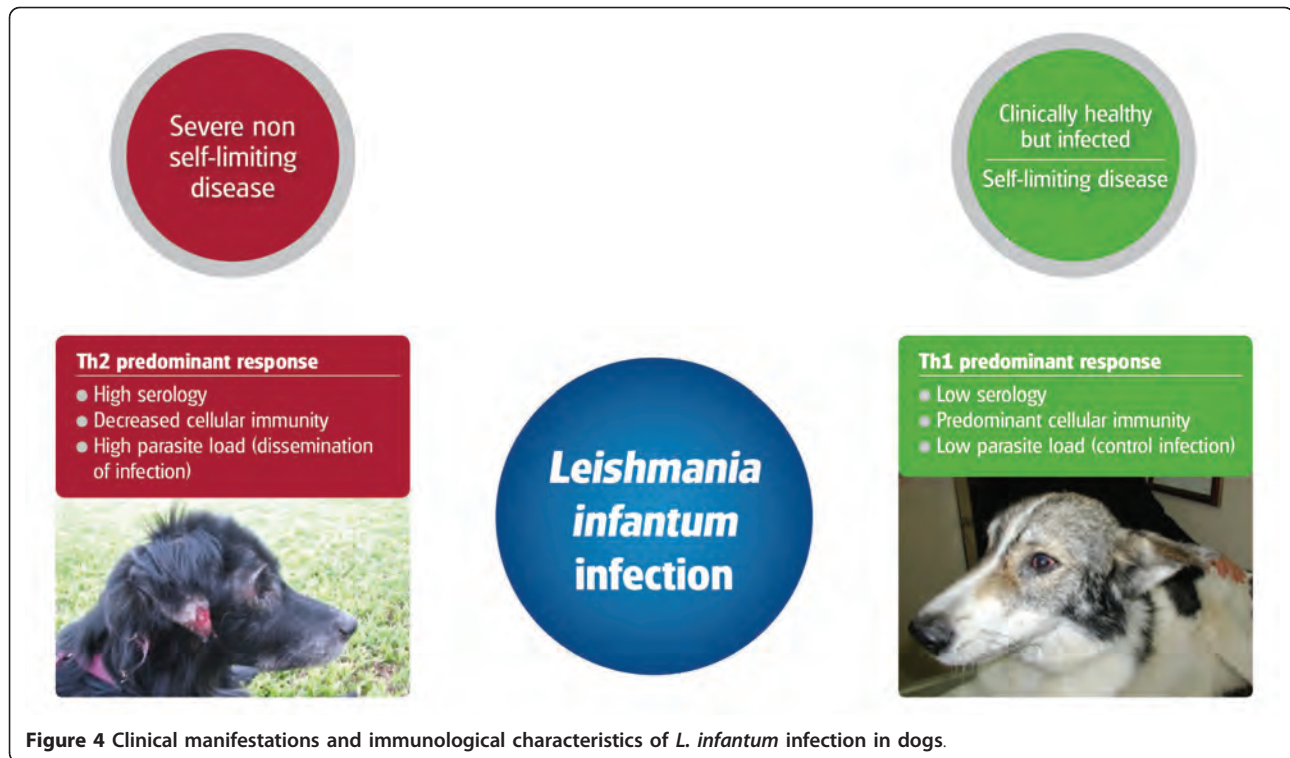 Severe non
self-limiting
disease
Clinically healthy
but infected
Self-limiting disease
Th2 predominant response
High serology
Decreased cellular immunity
High parasite load (dissemination
of infection)
Leishmania
infantum
infection
Th1 predominant response
Low serology
Predominant cellular immunity
Low parasite load (control infection)
Figure 4 Clinical manifestations and immunological characteristics of L. infantum infection in dogs.